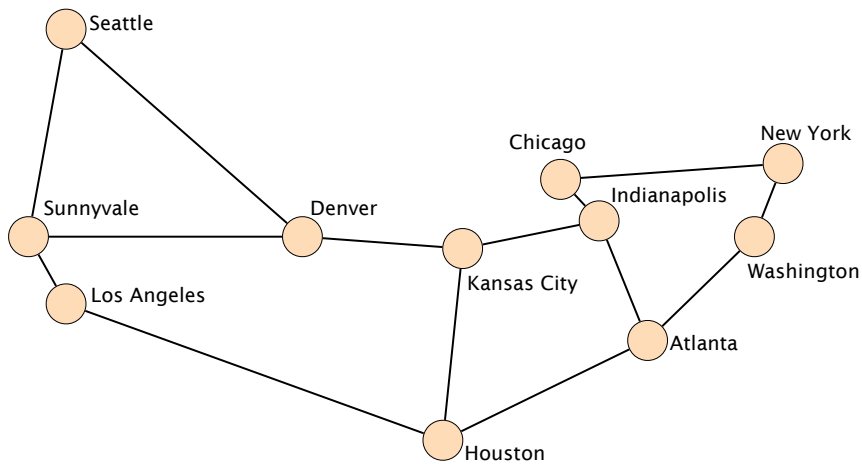 Seattle
Chicago
New York
Indianapolis
Sunnyvale
Denver
Washington
Kansas City
Los Angeles
Atlanta
Houston